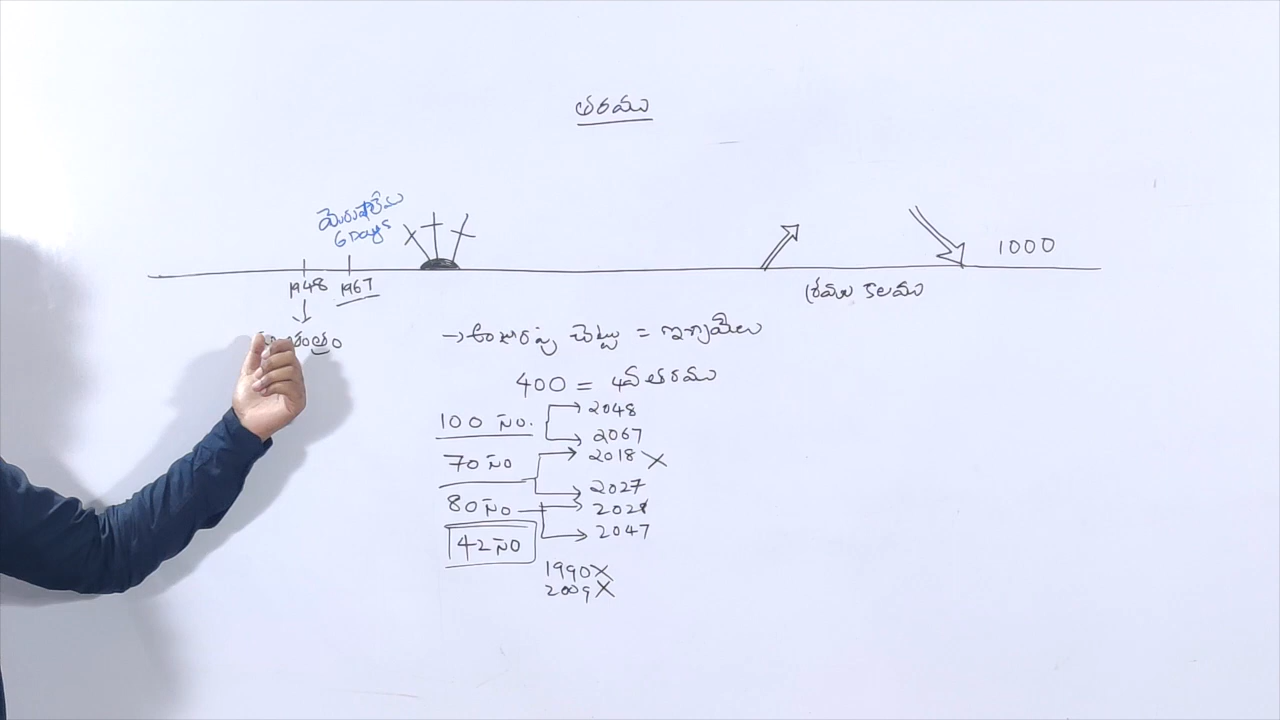 తరము
యెరుషలేము
6 Days
1948 1967
1000
శ్రమల కాలము
→ అంజూరపు చెట్టు = ఇశ్రాయేలు
400 = 4వ తరము
100 సం. → 2048
→ 2067
70 సం → 2018 X
→ 2027
80 సం → 2028
→ 2047
42 సం
1990 X
2009 X